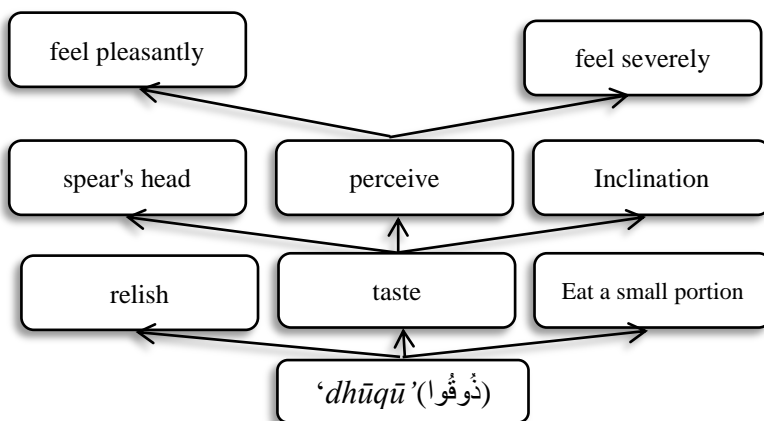 feel pleasantly
feel severely
spear's head
perceive
Inclination
relish
taste
Eat a small portion
‘dhūqū’(ذُوقُوا)